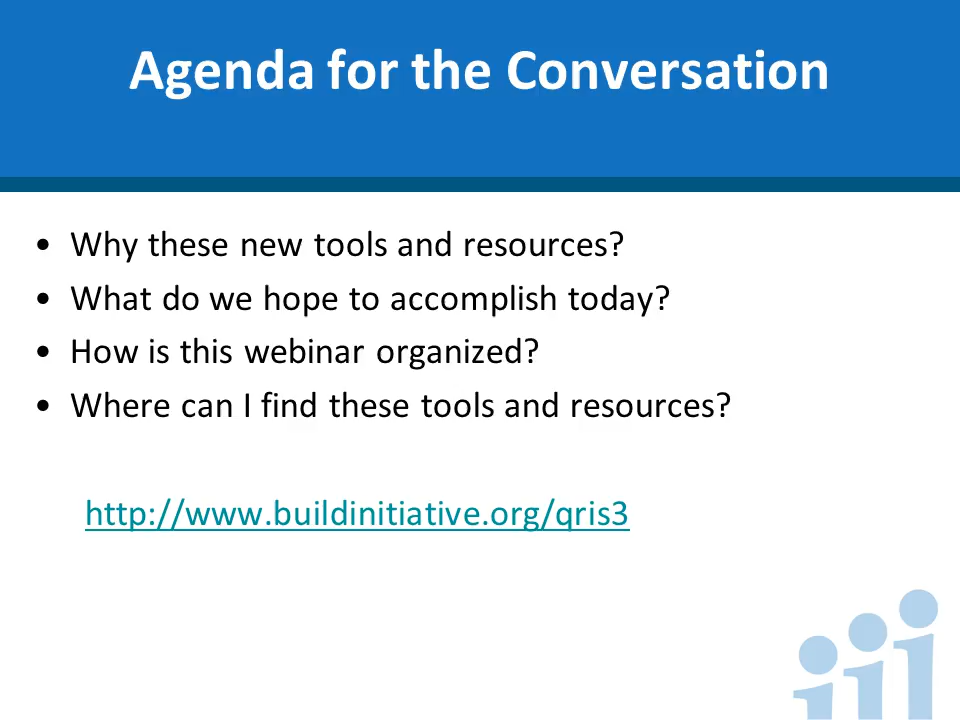 Agenda for the Conversation
• Why these new tools and resources?
• What do we hope to accomplish today?
• How is this webinar organized?
• Where can I find these tools and resources?
http://www.buildinitiative.org/qris3